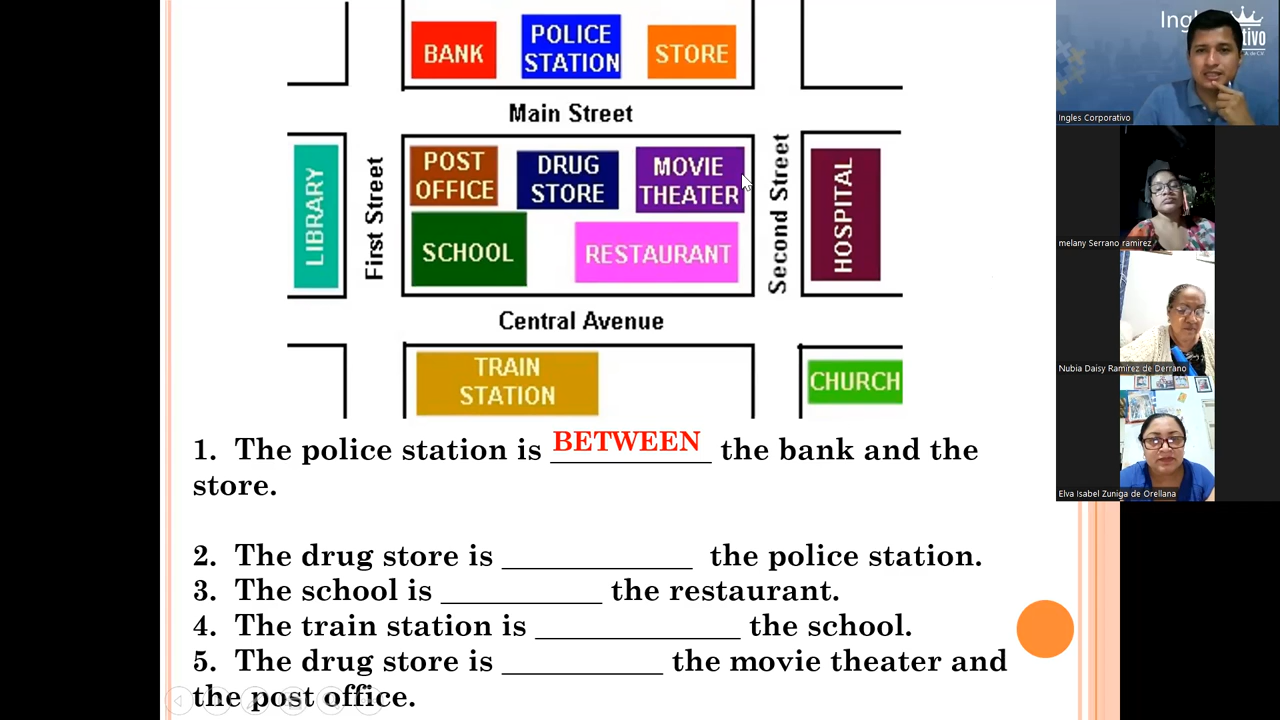 BANK
POLICE
STATION
STORE
Main Street
LIBRARY
First Street
POST
OFFICE
DRUG
STORE
MOVIE
THEATER
SCHOOL
RESTAURANT
Second Street
HOSPITAL
Central Avenue
TRAIN
STATION
CHURCH
1. The police station is BETWEEN the bank and the
store.
2. The drug store is ____________ the police station.
3. The school is __________ the restaurant.
4. The train station is _____________ the school.
5. The drug store is __________ the movie theater and
the post office.
Ingles Corporativo
melany Serrano ramirez
Nubia Daisy Ramirez de Derrano
Elva Isabel Zuniga de Orellana